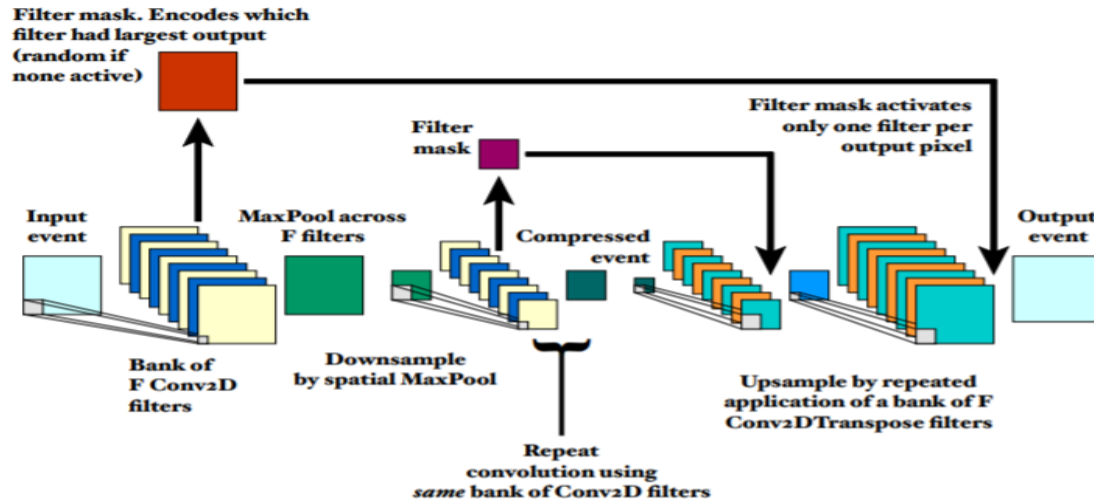 Filter mask. Encodes which
filter had largest output
(random if
none active)
Filter mask activates
only one filter per
output pixel
Filter
mask
Input
event
MaxPool across
F filters
Compressed
event
Output
event
Bank of
F Conv2D
filters
Downsample
by spatial MaxPool
Upsample by repeated
application of a bank of F
Conv2DTranspose filters
Repeat
convolution using
same bank of Conv2D filters